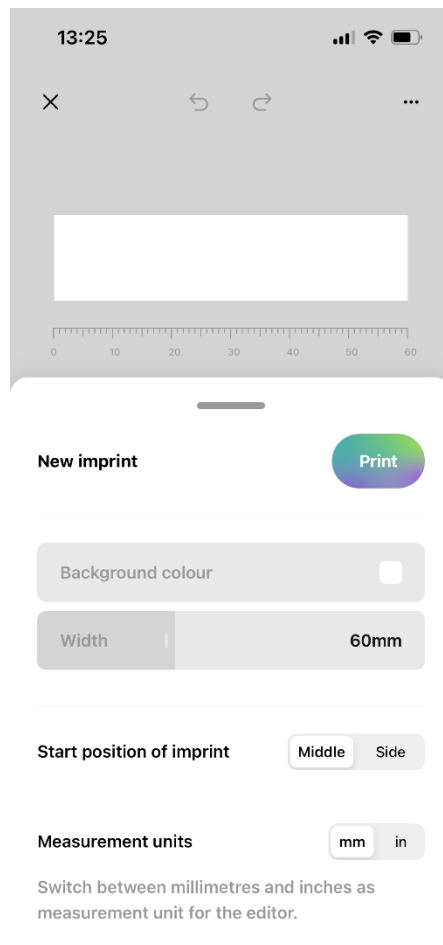 13:25
0 10 20 30 40 50 60
New imprint
Print
Background colour
Width 60mm
Start position of imprint
Middle Side
Measurement units
mm in
Switch between millimetres and inches as
measurement unit for the editor.